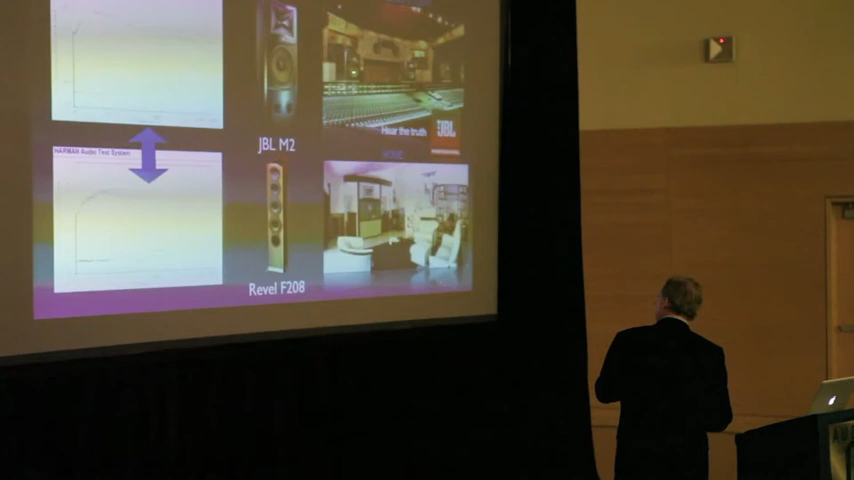 Hear the truth
JBL
JBL M2
HOME
HARMAN Audio Test System
Revel F208